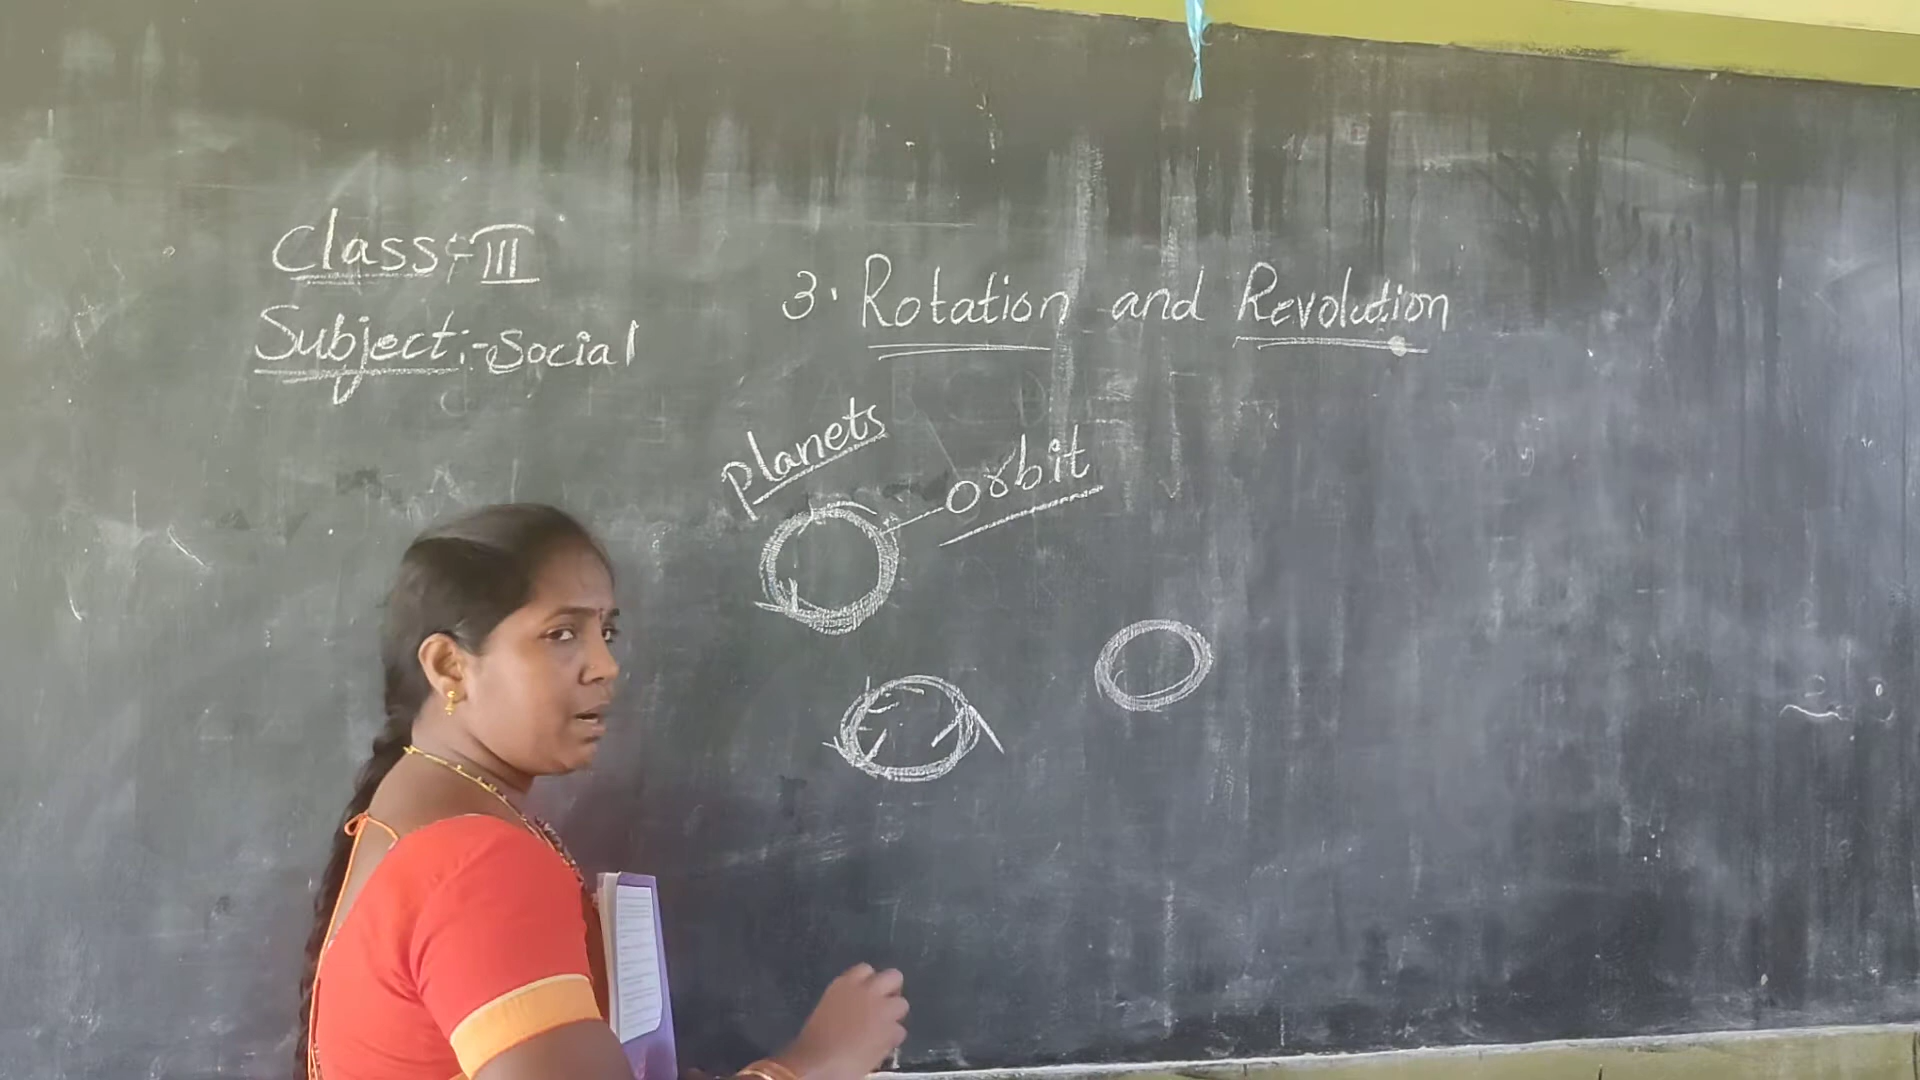 Class:-III
Subject:-Social
3. Rotation and Revolution
planets
orbit